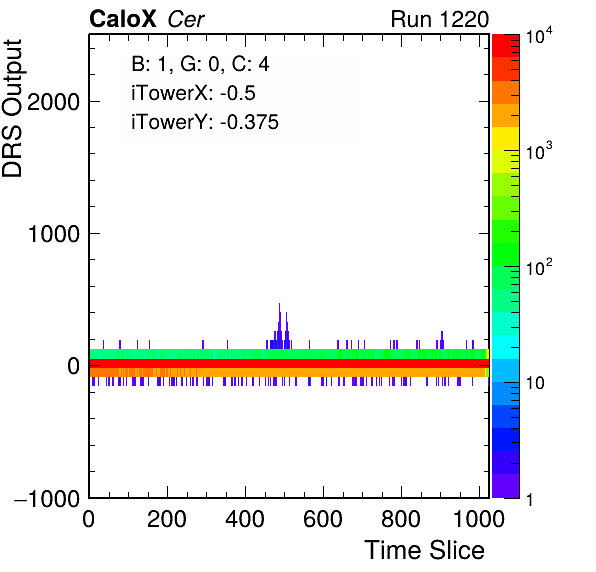 CaloX Cer Run 1220
DRS Output
B: 1, G: 0, C: 4
iTowerX: -0.5
iTowerY: -0.375
2000
1000
0
−1000
0 200 400 600 800 1000
Time Slice
10^4
10^3
10^2
10
1